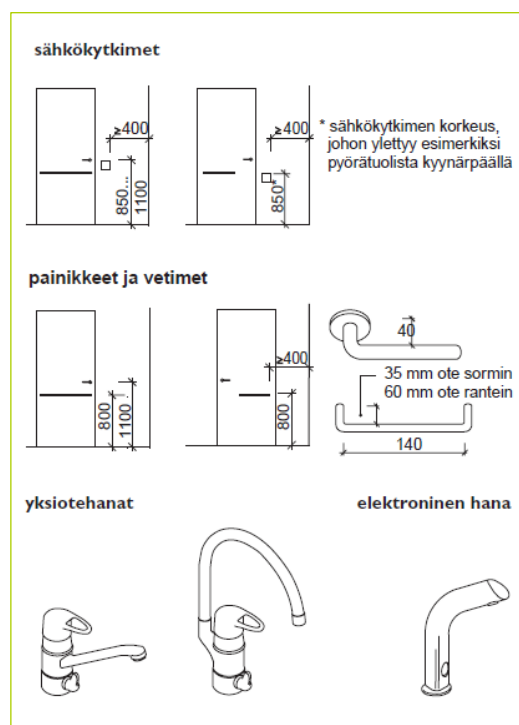 sähkökytkimet
≥400
850...
1100
≥400
850*
* sähkökytkimen korkeus,
johon ylettyy esimerkiksi
pyörätuolista kyynärpäällä
painikkeet ja vetimet
800
1100
≥400
800
40
35 mm ote sormin
60 mm ote rantein
140
yksiotehanat
elektroninen hana